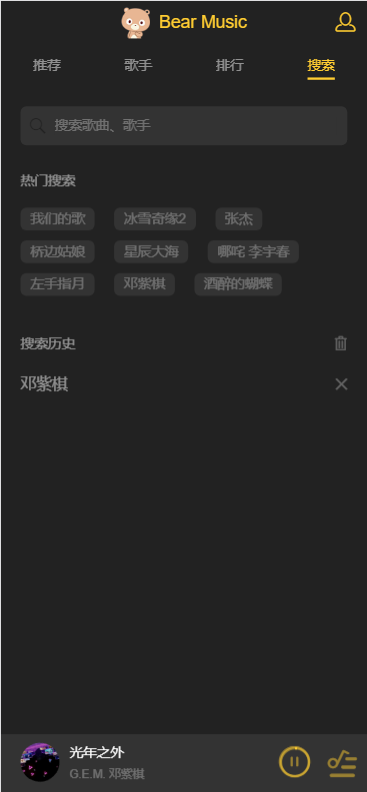 Bear Music
推荐 歌手 排行 搜索
搜索歌曲、歌手
热门搜索
我们的歌 冰雪奇缘2 张杰
桥边姑娘 星辰大海 哪咤 李宇春
左手指月 邓紫棋 酒醉的蝴蝶
搜索历史
邓紫棋
光年之外
G.E.M. 邓紫棋